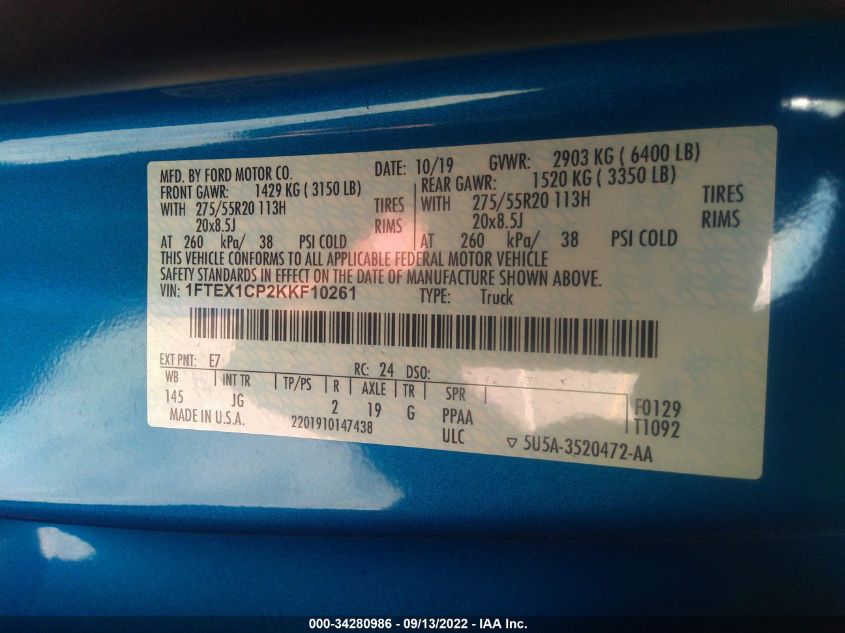 MFD. BY FORD MOTOR CO. DATE: 10/19 GVWR: 2903 KG ( 6400 LB)
FRONT GAWR: 1429 KG ( 3150 LB) REAR GAWR: 1520 KG ( 3350 LB)
WITH 275/55R20 113H TIRES WITH 275/55R20 113H TIRES
20x8.5J RIMS 20x8.5J RIMS
AT 260 kPa/ 38 PSI COLD AT 260 kPa/ 38 PSI COLD
THIS VEHICLE CONFORMS TO ALL APPLICABLE FEDERAL MOTOR VEHICLE
SAFETY STANDARDS IN EFFECT ON THE DATE OF MANUFACTURE SHOWN ABOVE.
VIN: 1FTEX1CP2KKF10261 TYPE: Truck
EXT PNT: E7 RC: 24 DSO:
WB INT TR TP/PS R AXLE TR SPR
145 JG 2 19 G PPAA F0129
MADE IN U.S.A. 2201910147438 ULC T1092
▽ 5U5A-3520472-AA
000-34280986 - 09/13/2022 - IAA Inc.